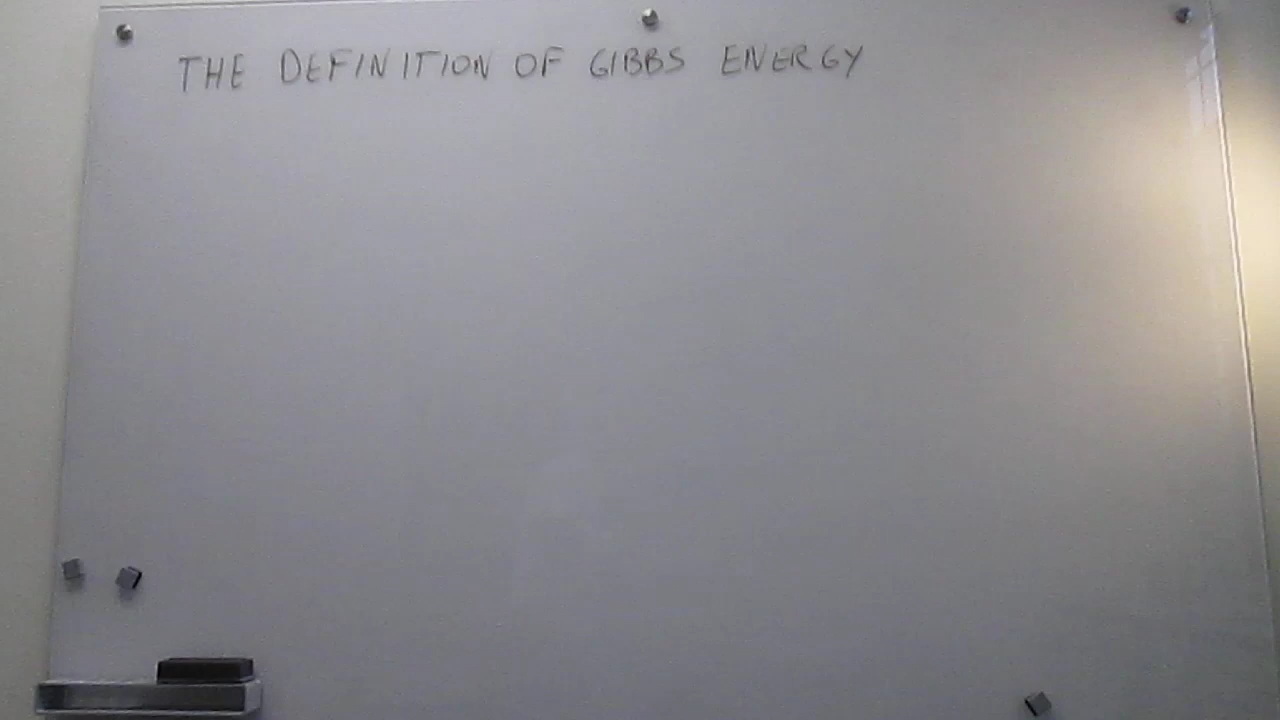 THE DEFINITION OF GIBBS ENERGY